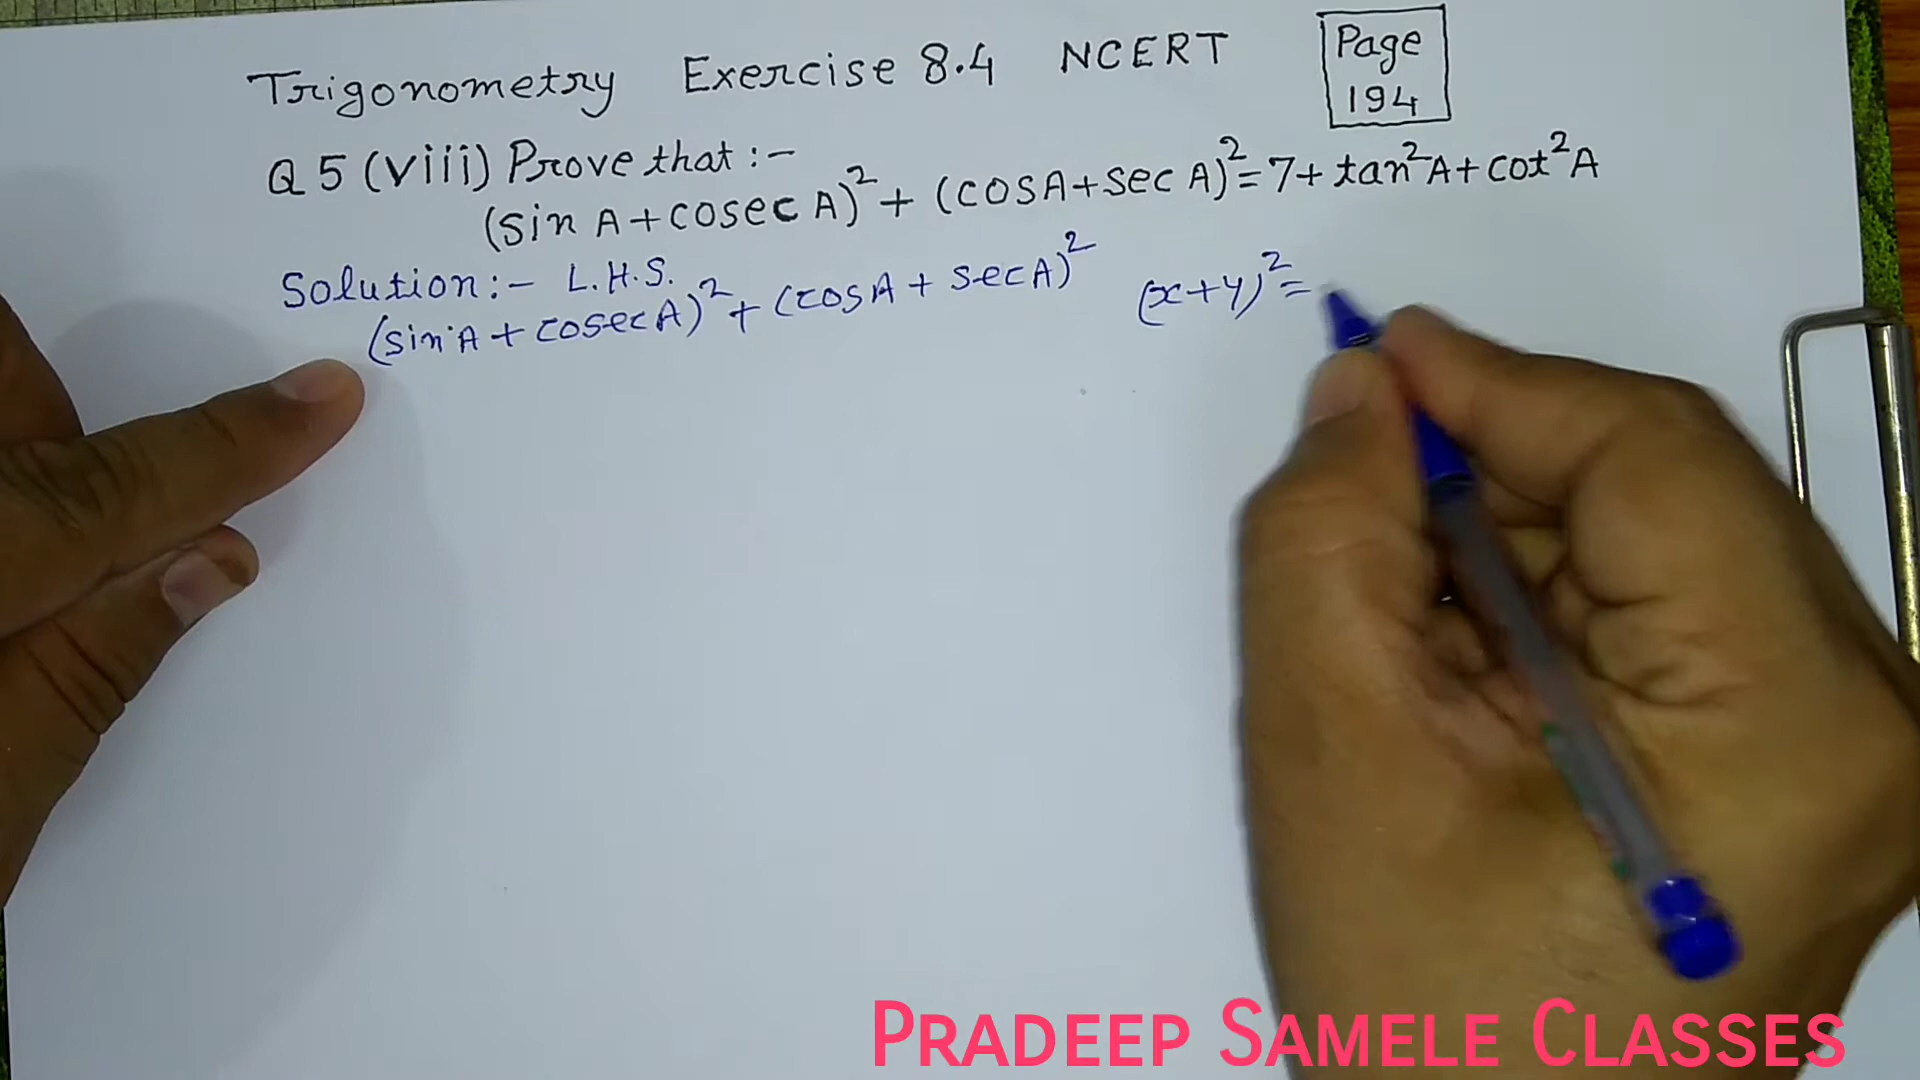 Trigonometry Exercise 8.4 NCERT
Page
194
Q 5 (viii) Prove that :-
(sin A + cosec A)² + (cos A + sec A)² = 7 + tan²A + cot²A
Solution :- L.H.S.
(sin A + cosec A)² + (cos A + sec A)²
(x+y)² =
PRADEEP SAMELE CLASSES